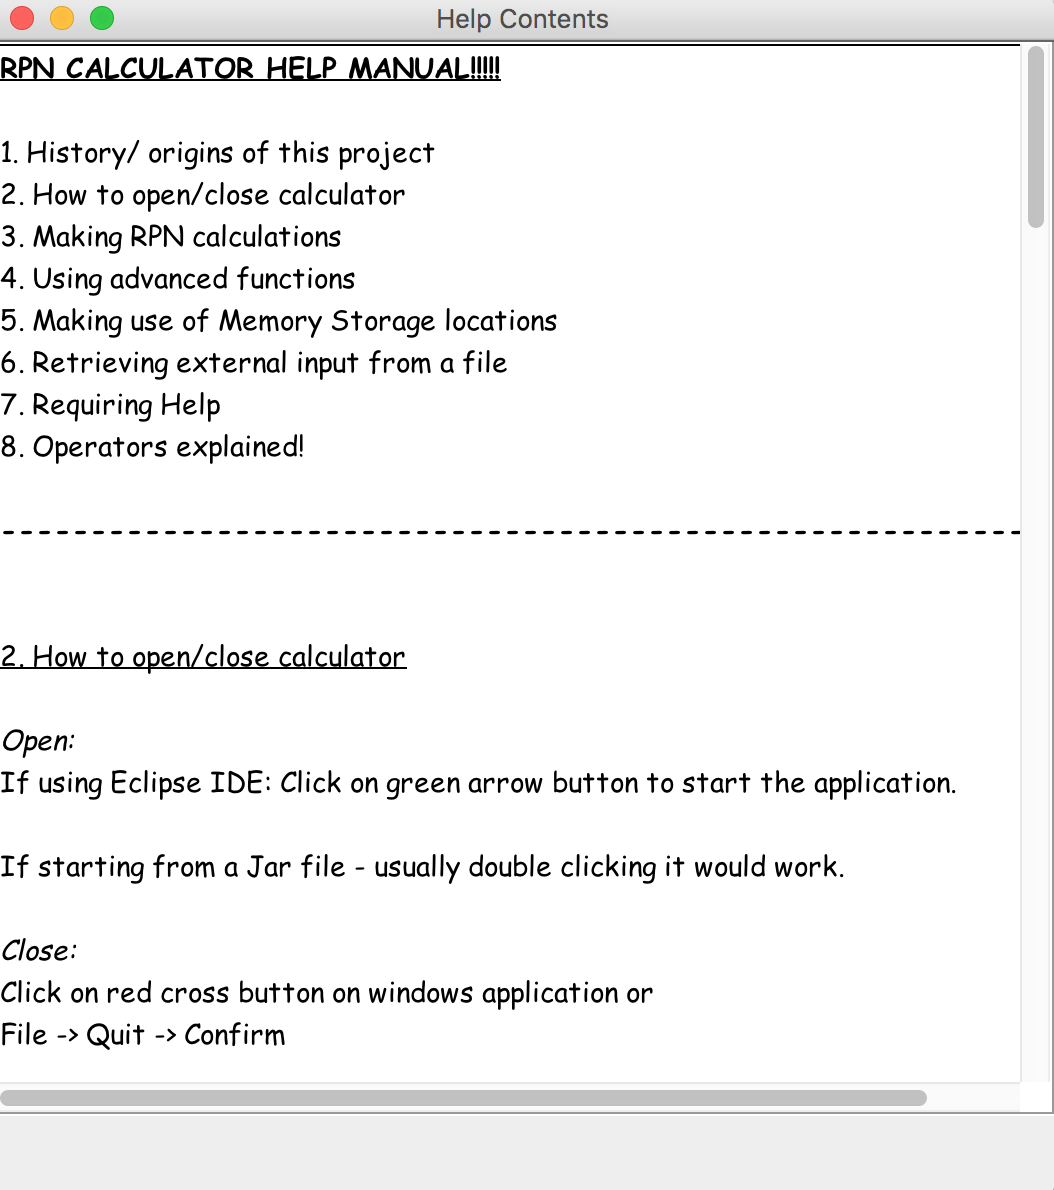 Help Contents
RPN CALCULATOR HELP MANUAL!!!!!
1. History/ origins of this project
2. How to open/close calculator
3. Making RPN calculations
4. Using advanced functions
5. Making use of Memory Storage locations
6. Retrieving external input from a file
7. Requiring Help
8. Operators explained!
---------------------------------------------------------
2. How to open/close calculator
Open:
If using Eclipse IDE: Click on green arrow button to start the application.
If starting from a Jar file - usually double clicking it would work.
Close:
Click on red cross button on windows application or
File -> Quit -> Confirm